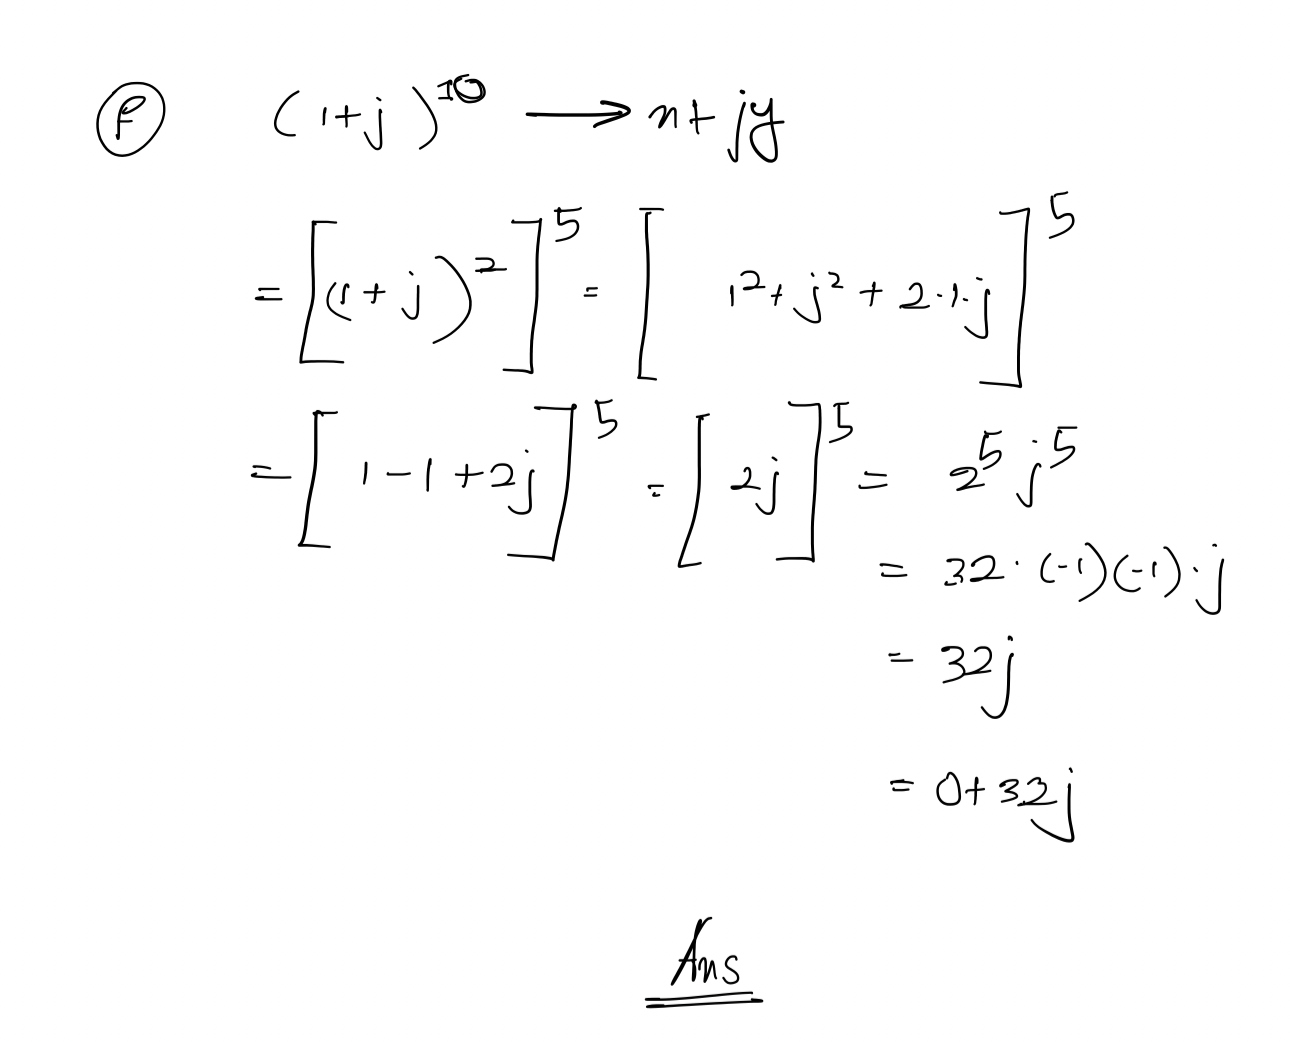 (f) (1+j)^10 → x+jy
= [(1+j)^2]^5 = [1^2+j^2+2·1·j]^5
= [1-1+2j]^5 = [2j]^5 = 2^5 j^5
= 32·(-1)(-1)·j
= 32j
= 0+32j
Ans